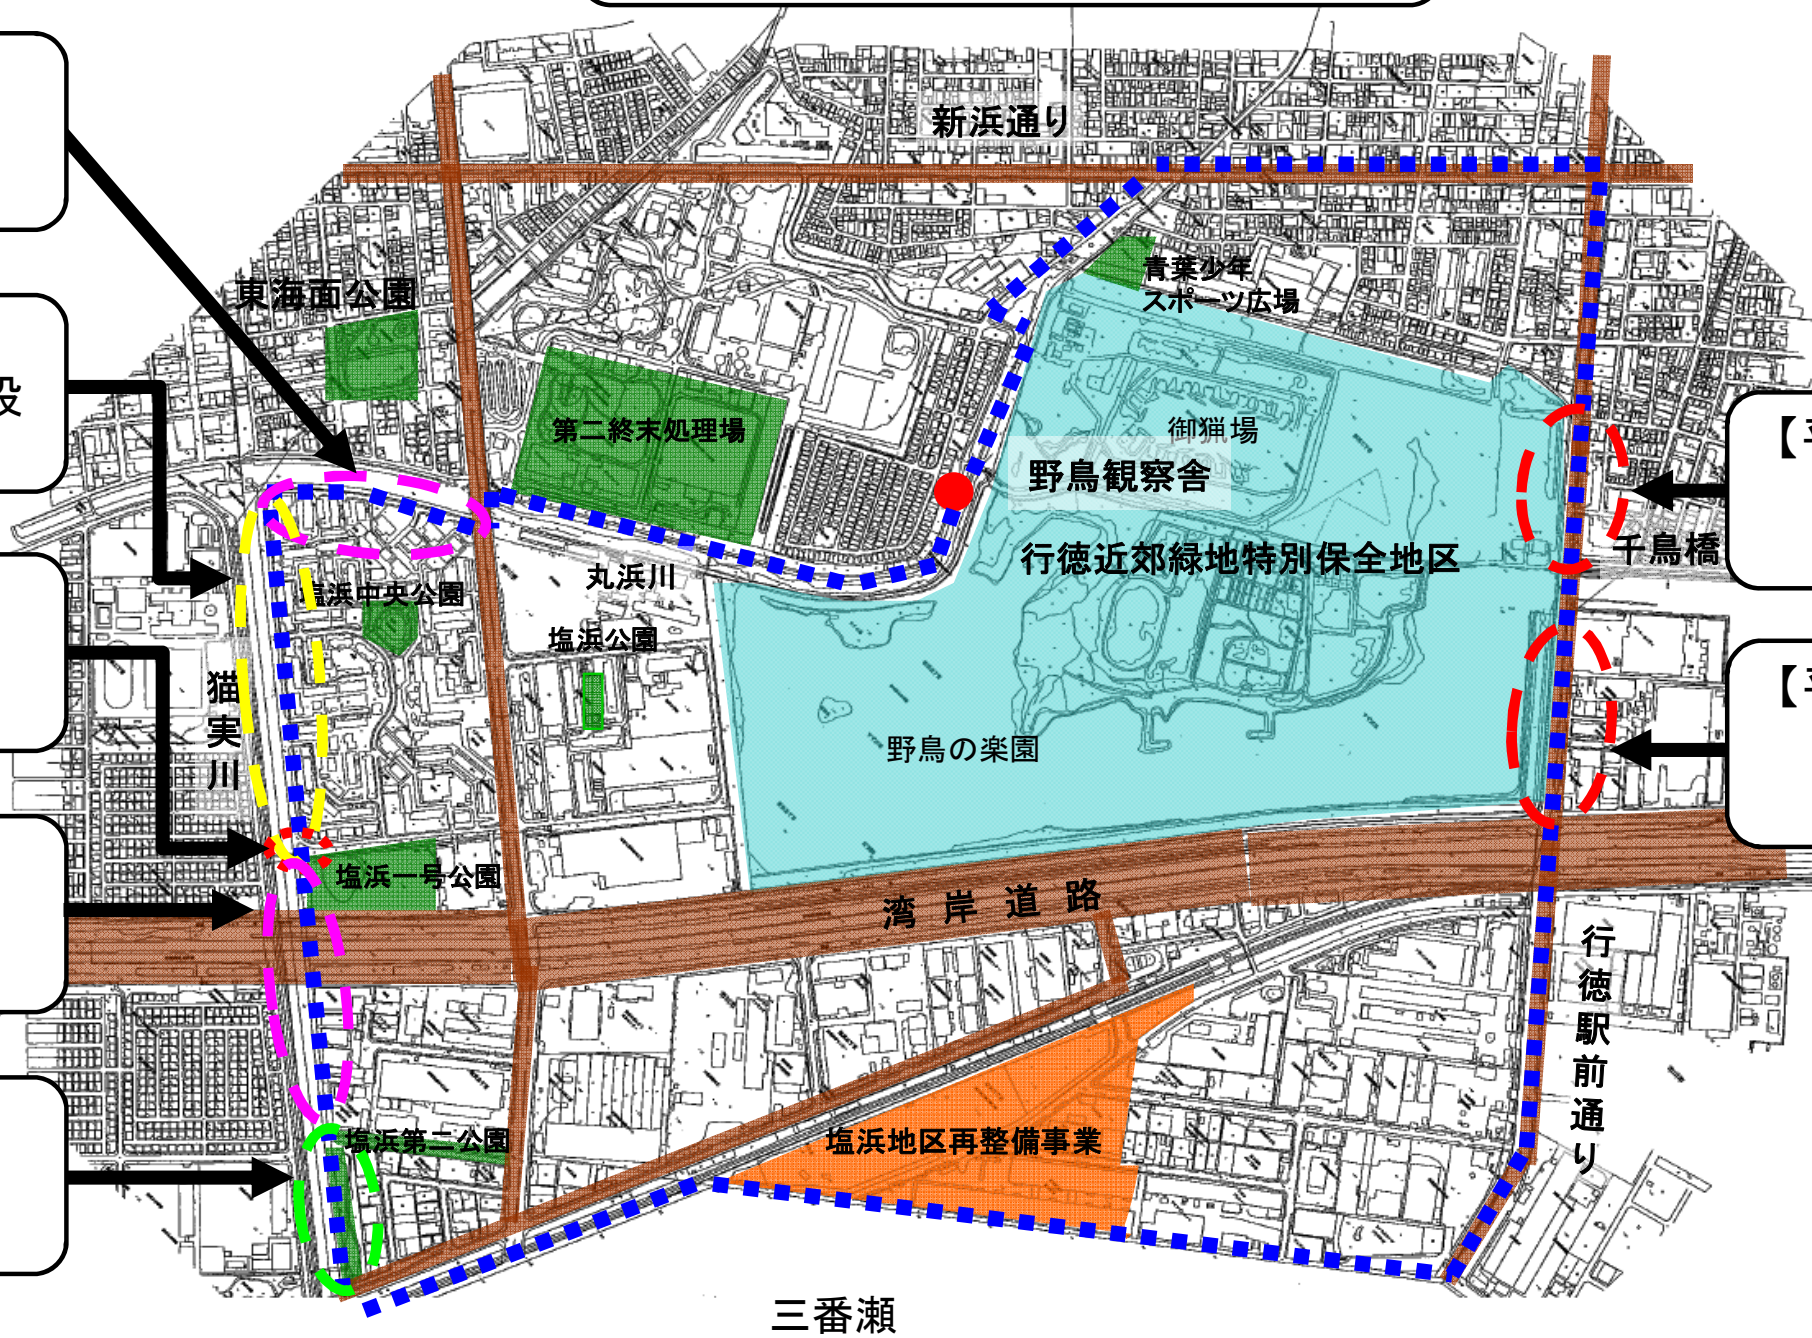 新浜通り
東海面公園
青葉少年
スポーツ広場
第二終末処理場
御猟場
野鳥観察舎
行徳近郊緑地特別保全地区
千鳥橋
丸浜川
塩浜中央公園
塩浜公園
猫実川
野鳥の楽園
塩浜一号公園
湾岸道路
行徳駅前通り
塩浜第二公園
塩浜地区再整備事業
三番瀬
【
【